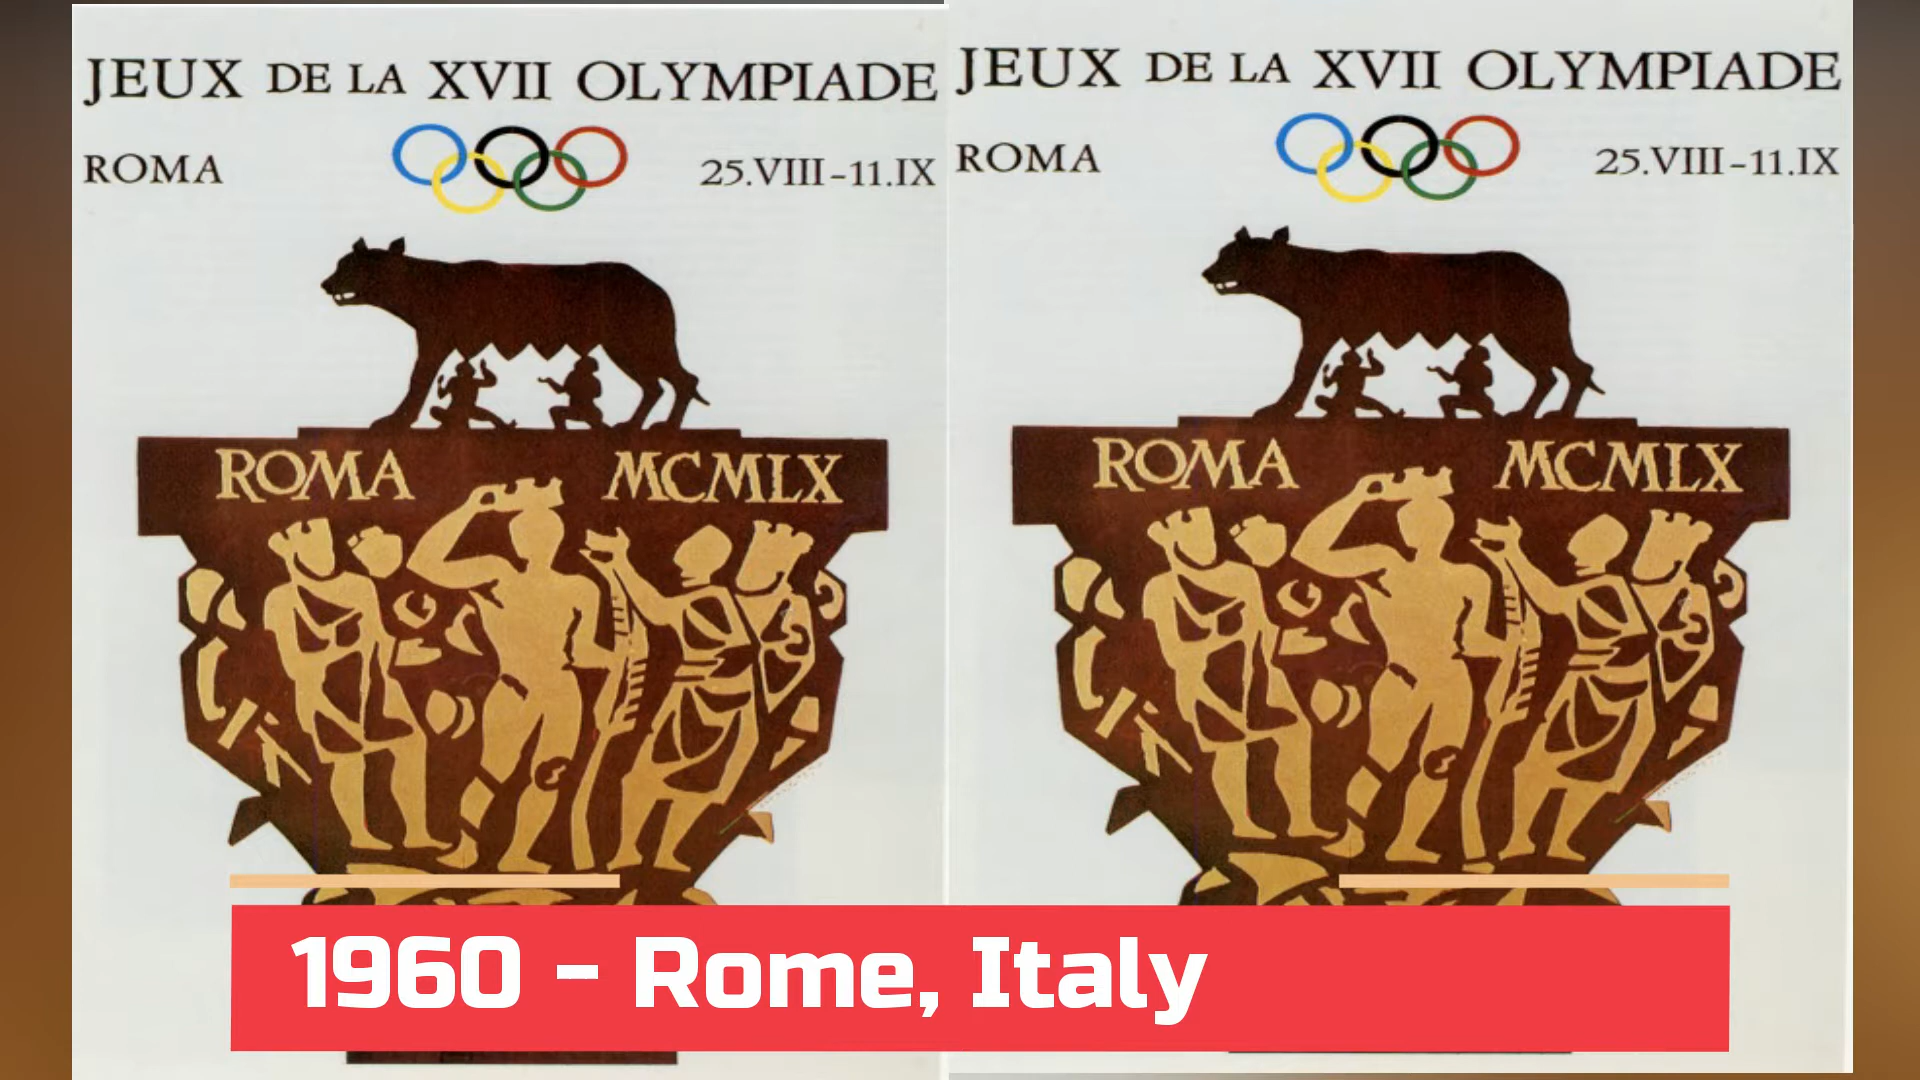 JEUX DE LA XVII OLYMPIADE
ROMA 25.VIII-11.IX
ROMA MCMLX
JEUX DE LA XVII OLYMPIADE
ROMA 25.VIII-11.IX
ROMA MCMLX
1960 - Rome, Italy